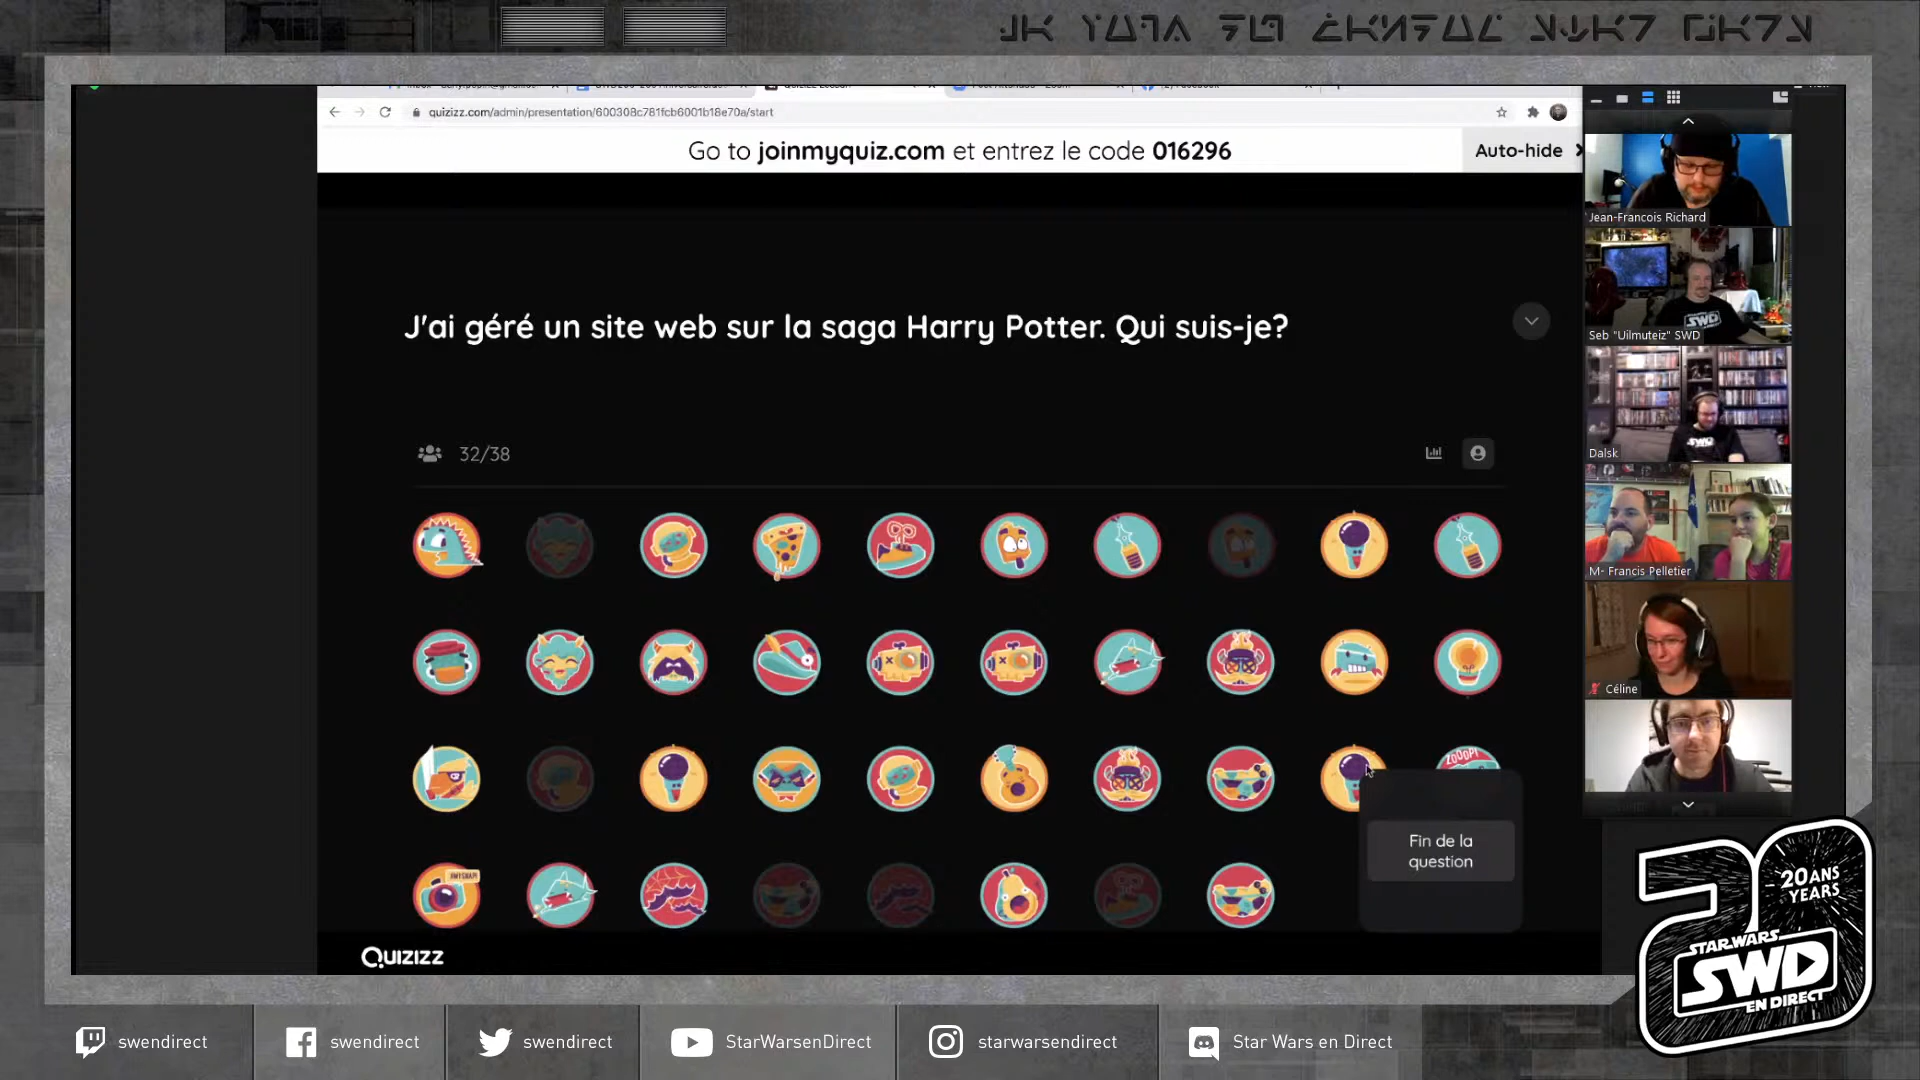 quizizz.com/admin/presentation/600308c781fcb6001b18e70a/start
Go to joinmyquiz.com et entrez le code 016296
Auto-hide
J'ai géré un site web sur la saga Harry Potter. Qui suis-je?
32/38
ZOOOP!
Fin de la
question
Quizizz
Jean-Francois Richard
Seb "Uilmuteiz" SWD
SWD
Dalsk
M- Francis Pelletier
Céline
20 ANS
YEARS
STAR WARS
SWD
EN DIRECT
swendirect
swendirect
swendirect
StarWarsenDirect
starwarsendirect
Star Wars en Direct